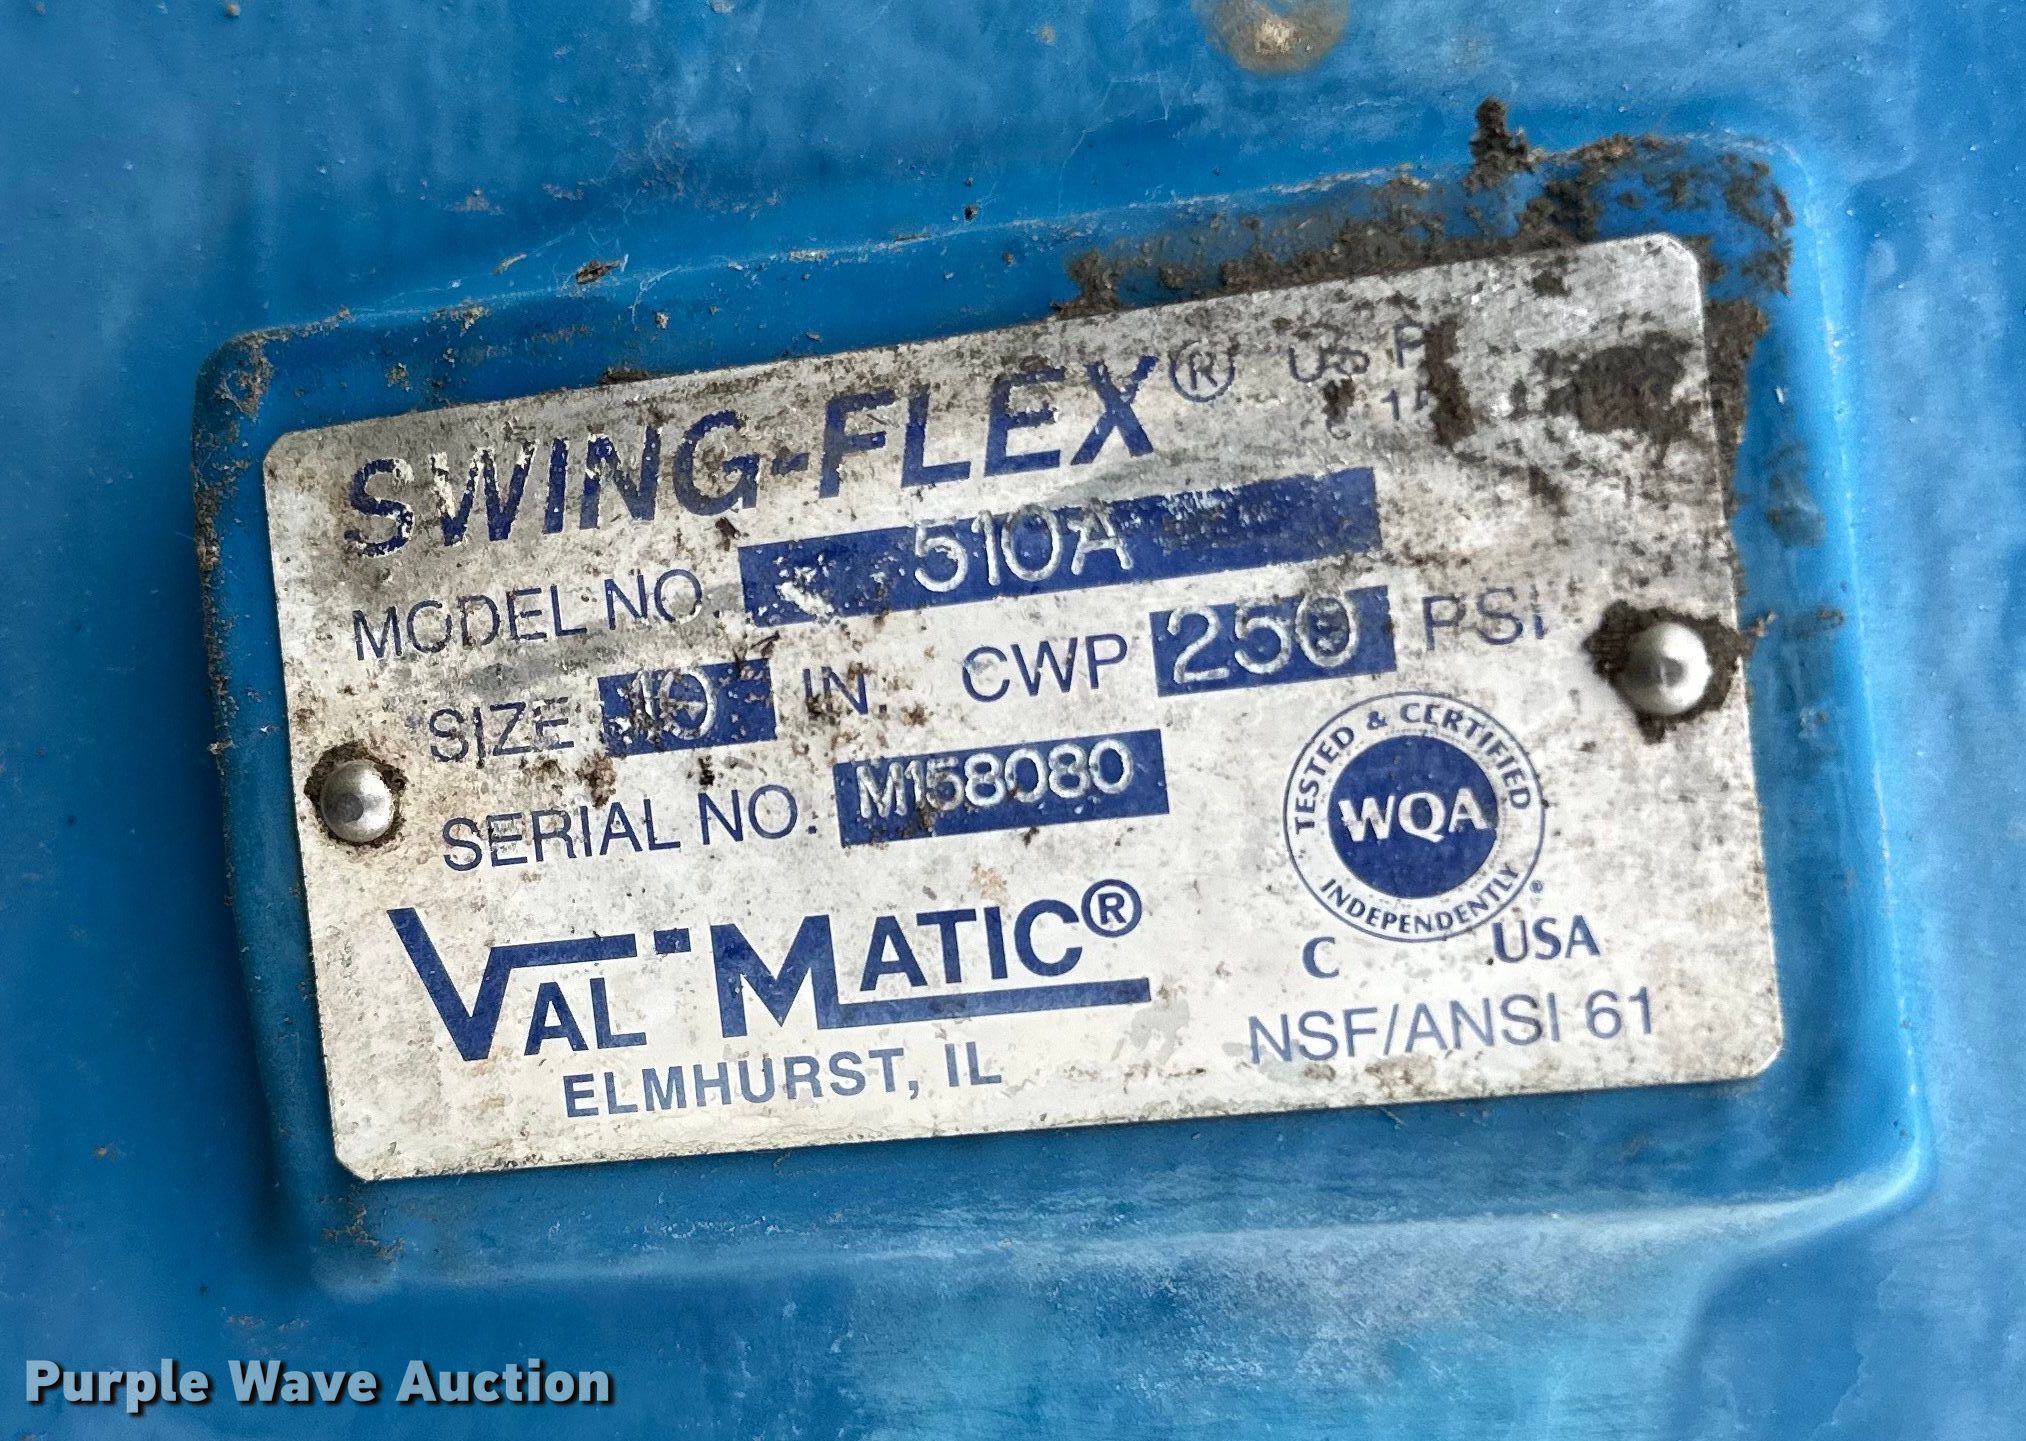 SWING-FLEX® US P
MODEL NO. 510A
SIZE 10 IN. CWP 250 PSI
SERIAL NO. M158080
TESTED & CERTIFIED
WQA
INDEPENDENTLY®
C USA
VAL-MATIC®
ELMHURST, IL
NSF/ANSI 61
Purple Wave Auction